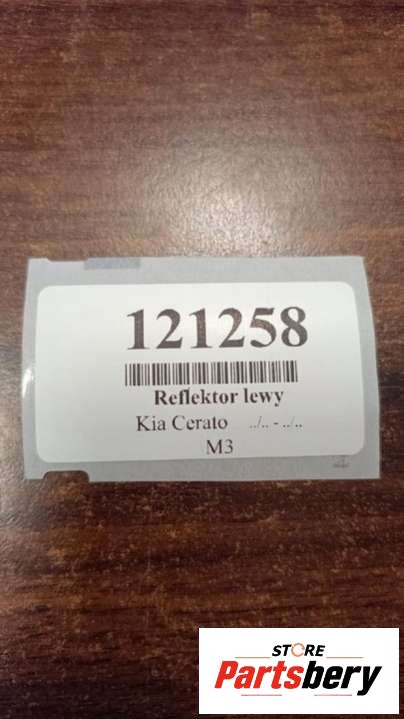 121258
Reflektor lewy
Kia Cerato ../.. - ../..
M3
STORE
Partsbery